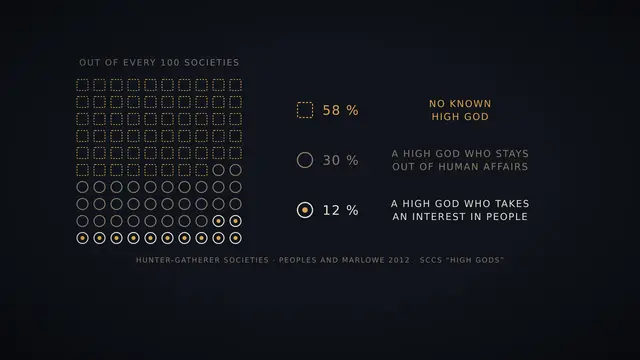 OUT OF EVERY 100 SOCIETIES
58 %
NO KNOWN
HIGH GOD
30 %
A HIGH GOD WHO STAYS
OUT OF HUMAN AFFAIRS
12 %
A HIGH GOD WHO TAKES
AN INTEREST IN PEOPLE
HUNTER-GATHERER SOCIETIES · PEOPLES AND MARLOWE 2012 · SCCS "HIGH GODS"